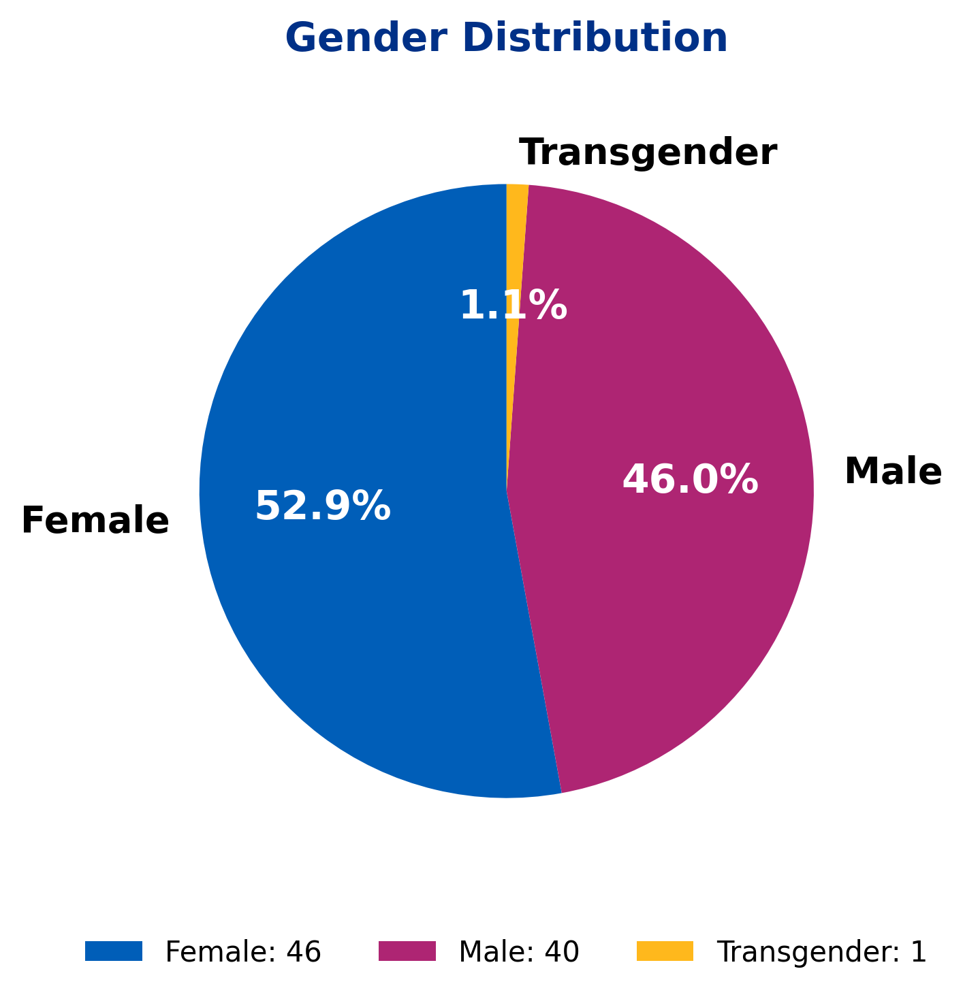 Gender Distribution
Transgender
1.1%
Male
46.0%
52.9%
Female
Female: 46
Male: 40
Transgender: 1